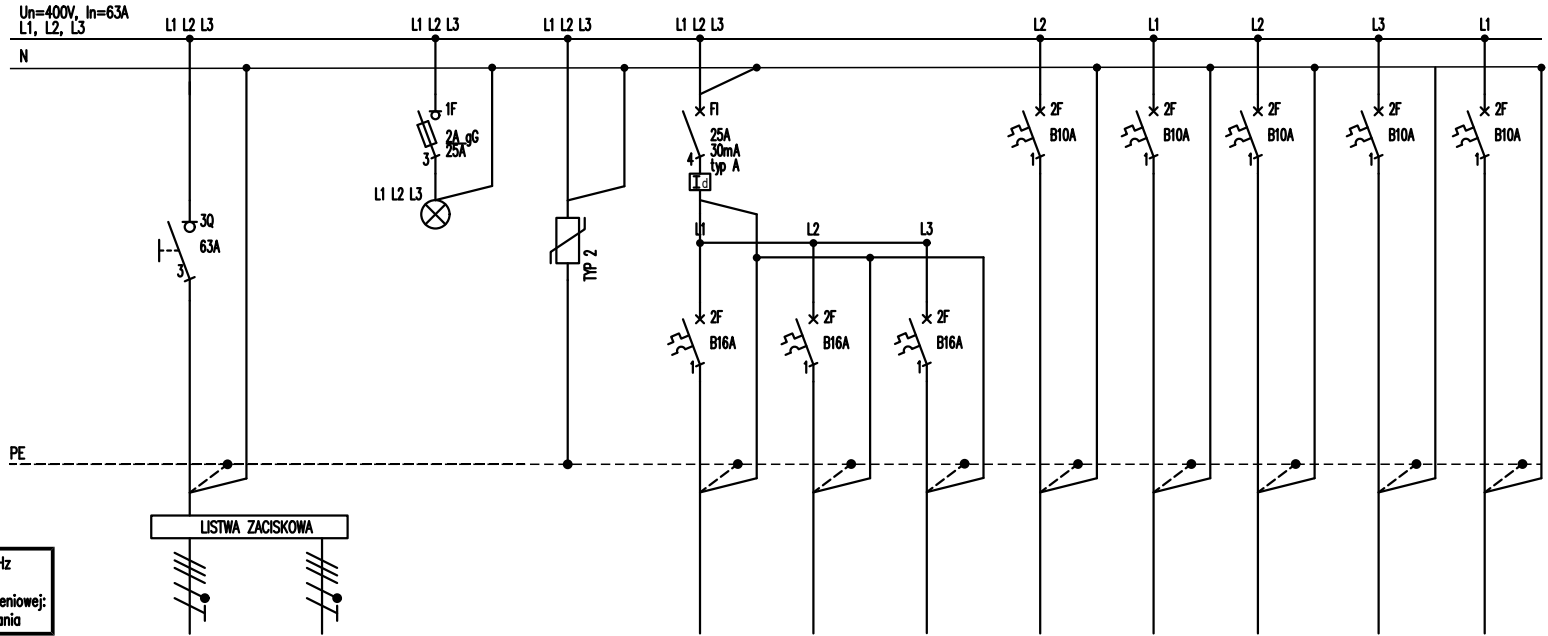 Un=400V, In=63A
L1, L2, L3
L1 L2 L3
L1 L2 L3
L1 L2 L3
L1 L2 L3
L2
L1
L2
L3
L1
N
1F
2A gG
25A
3
L1 L2 L3
FI
25A
30mA
typ A
4
Id
2F
B10A
1
2F
B10A
1
2F
B10A
1
2F
B10A
1
2F
B10A
1
3Q
63A
3
TYP 2
L1
L2
L3
2F
B16A
1
2F
B16A
1
2F
B16A
1
PE
LISTWA ZACISKOWA
Hz
eniowej:
ania